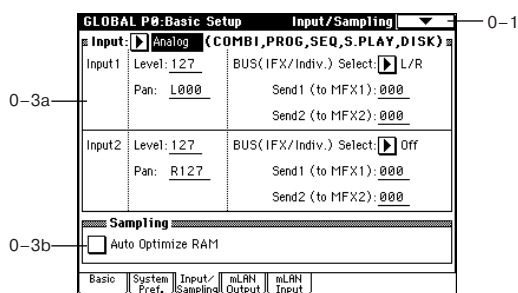 GLOBAL P0:Basic Setup Input/Sampling
0–1
Input: Analog (COMBI,PROG,SEQ,S.PLAY,DISK)
Input1 Level: 127 BUS(IFX/Indiv.) Select: L/R
Pan: L000 Send1 (to MFX1): 000
0–3a
Send2 (to MFX2): 000
Input2 Level: 127 BUS(IFX/Indiv.) Select: Off
Pan: R127 Send1 (to MFX1): 000
Send2 (to MFX2): 000
Sampling
0–3b
Auto Optimize RAM
Basic System Input/ mLAN mLAN
Pref. Sampling Output Input